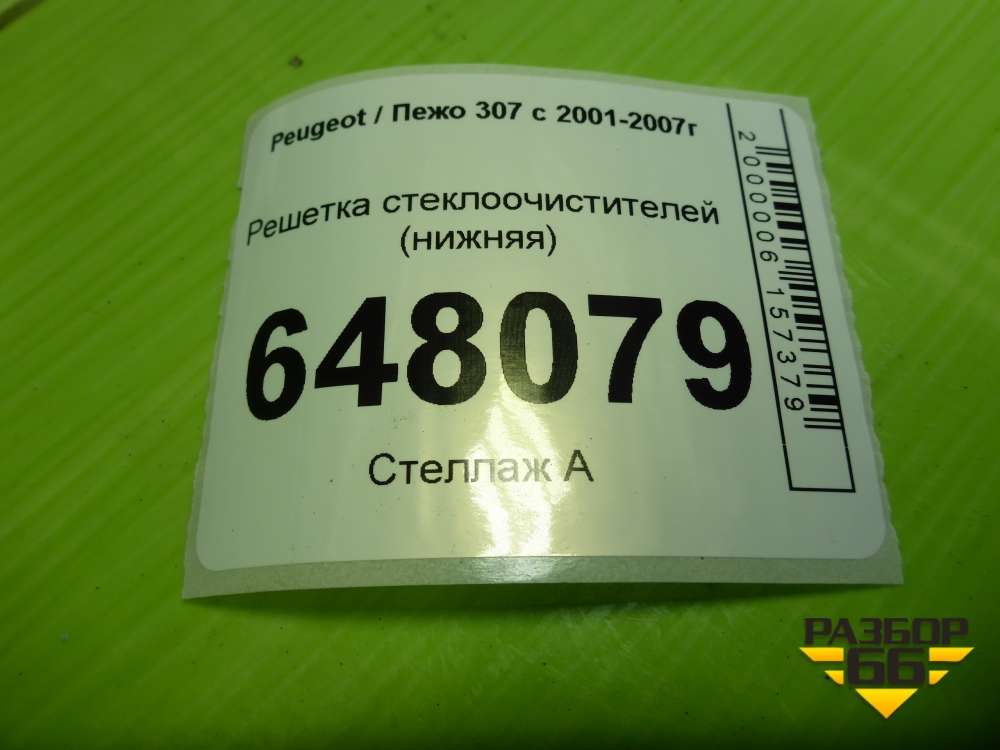 Peugeot / Пежо 307 с 2001-2007г
Решетка стеклоочистителей
(нижняя)
648079
Стеллаж А
2000006157379
РАЗБОР
66